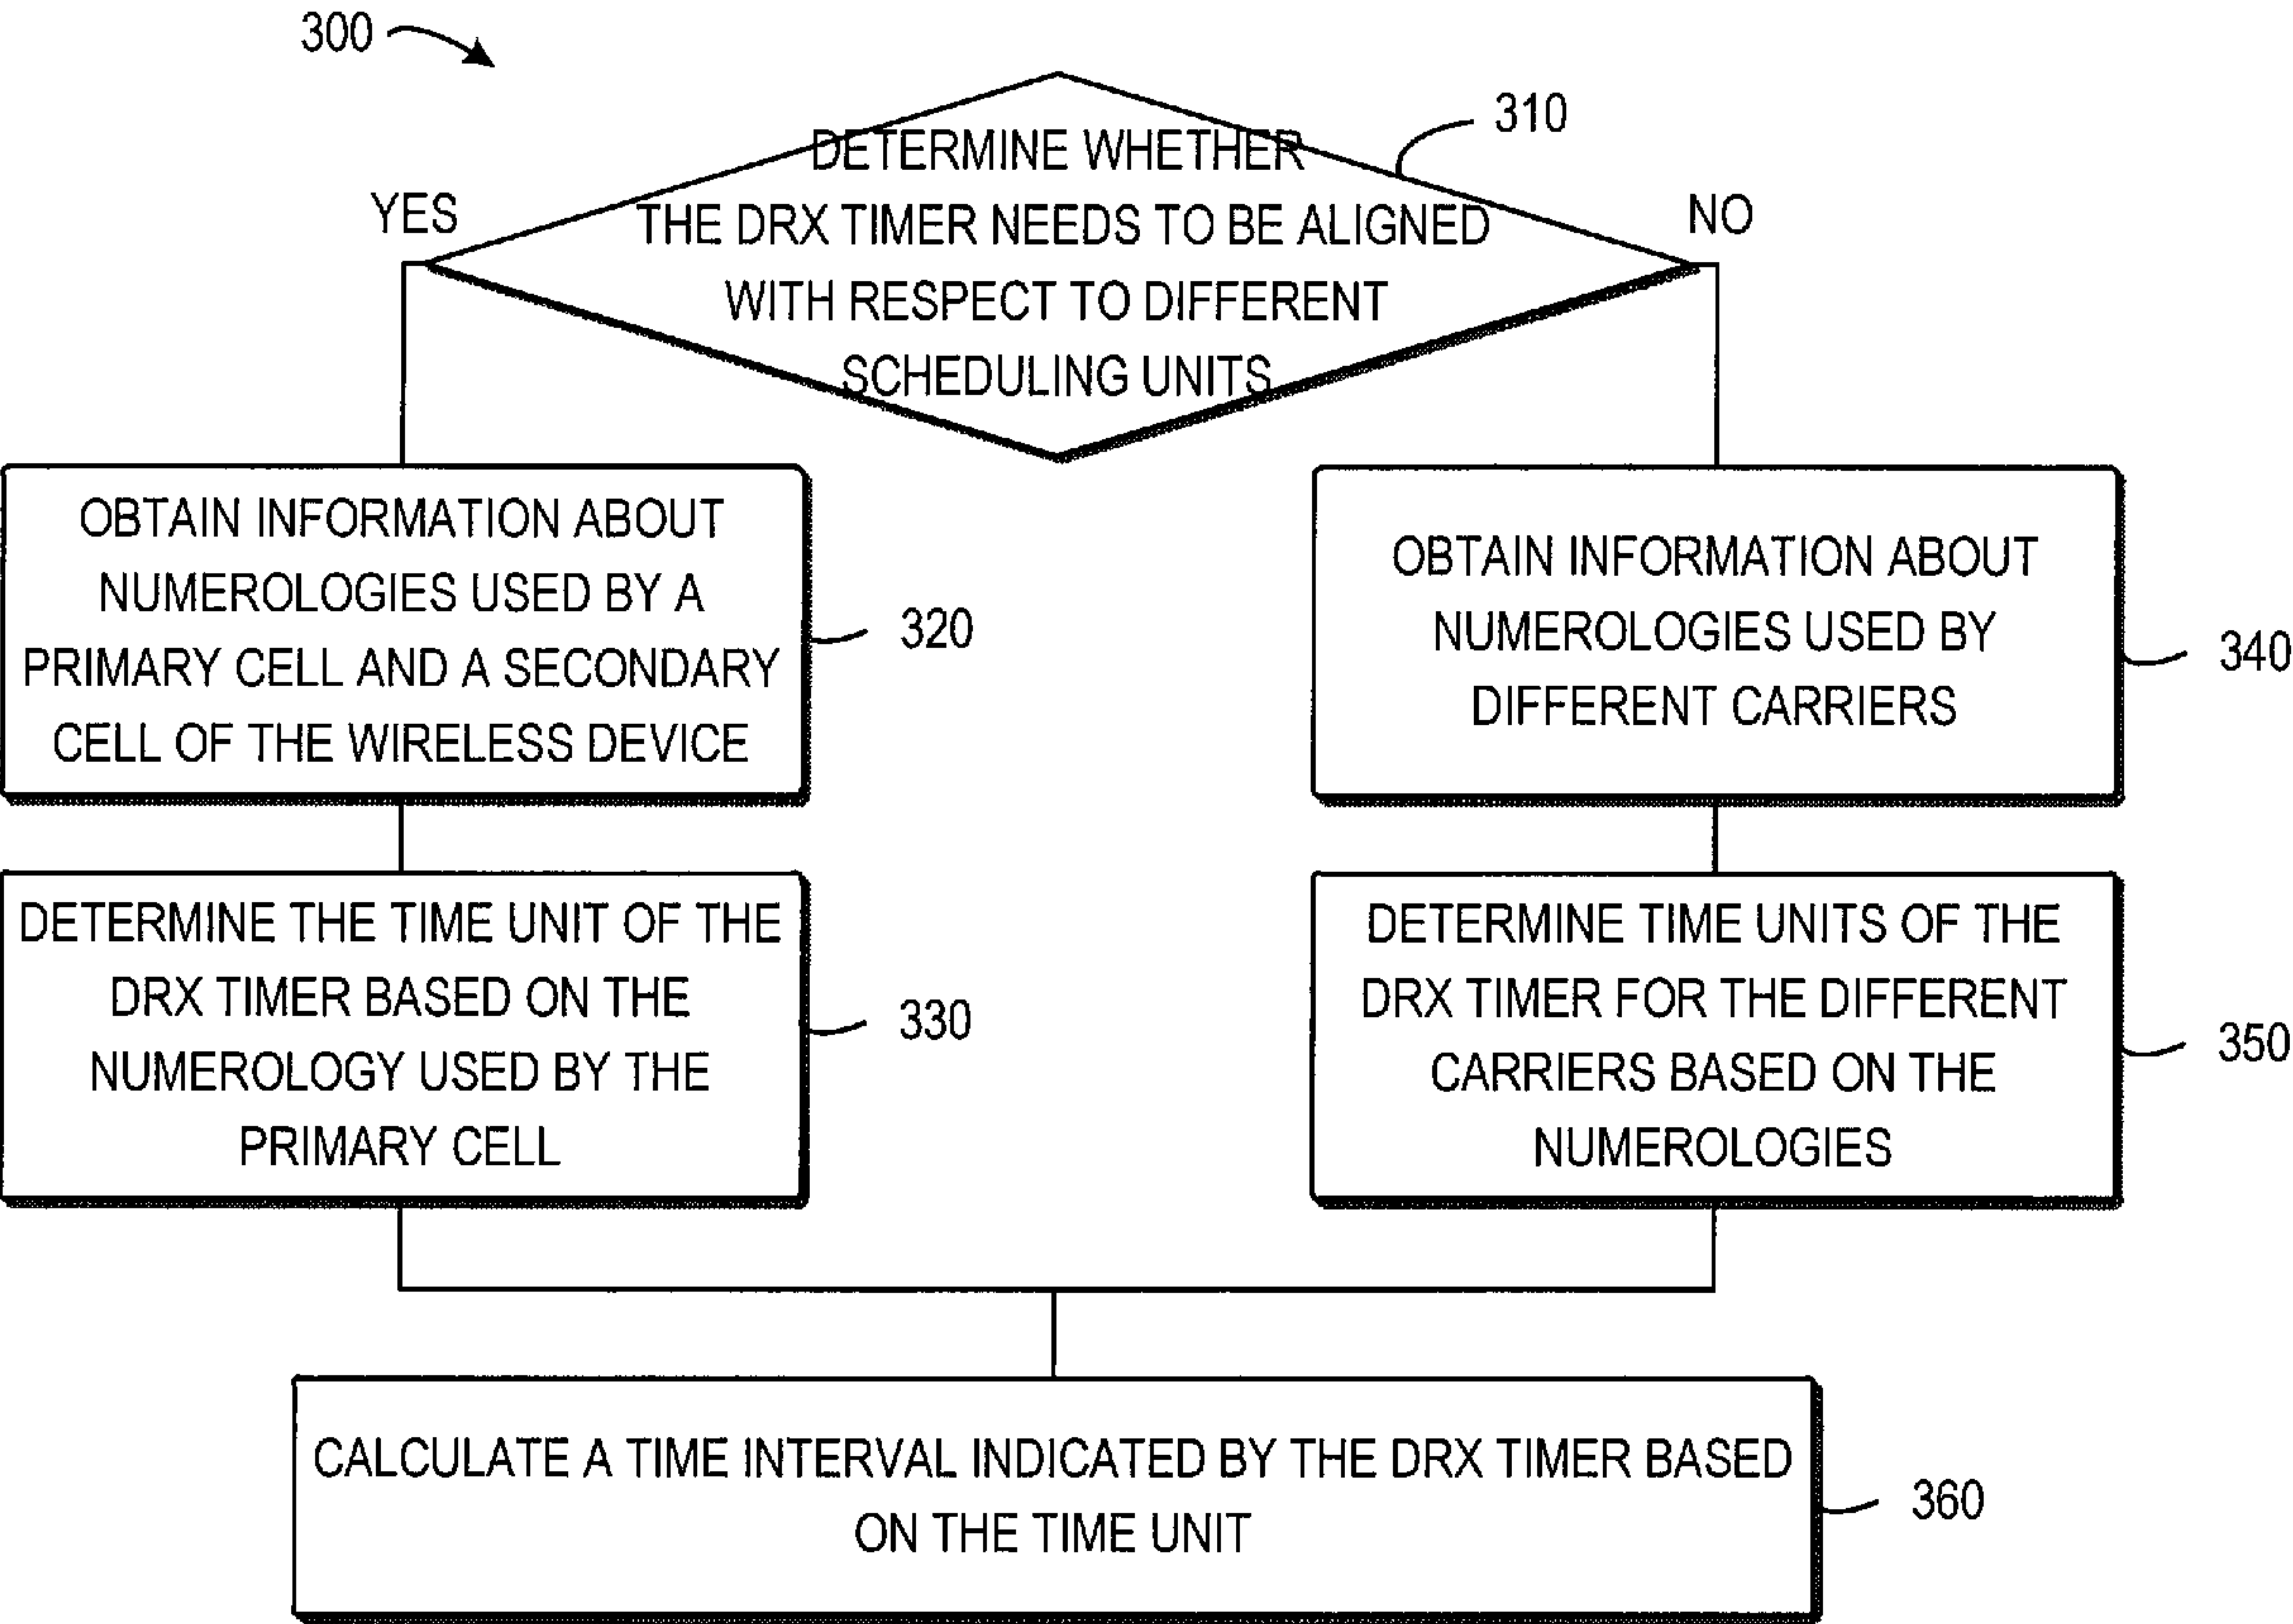 300
310
DETERMINE WHETHER
THE DRX TIMER NEEDS TO BE ALIGNED
WITH RESPECT TO DIFFERENT
SCHEDULING UNITS
YES
NO
OBTAIN INFORMATION ABOUT
NUMEROLOGIES USED BY A
PRIMARY CELL AND A SECONDARY
CELL OF THE WIRELESS DEVICE
320
OBTAIN INFORMATION ABOUT
NUMEROLOGIES USED BY
DIFFERENT CARRIERS
340
DETERMINE THE TIME UNIT OF THE
DRX TIMER BASED ON THE
NUMEROLOGY USED BY THE
PRIMARY CELL
330
DETERMINE TIME UNITS OF THE
DRX TIMER FOR THE DIFFERENT
CARRIERS BASED ON THE
NUMEROLOGIES
350
CALCULATE A TIME INTERVAL INDICATED BY THE DRX TIMER BASED
ON THE TIME UNIT
360